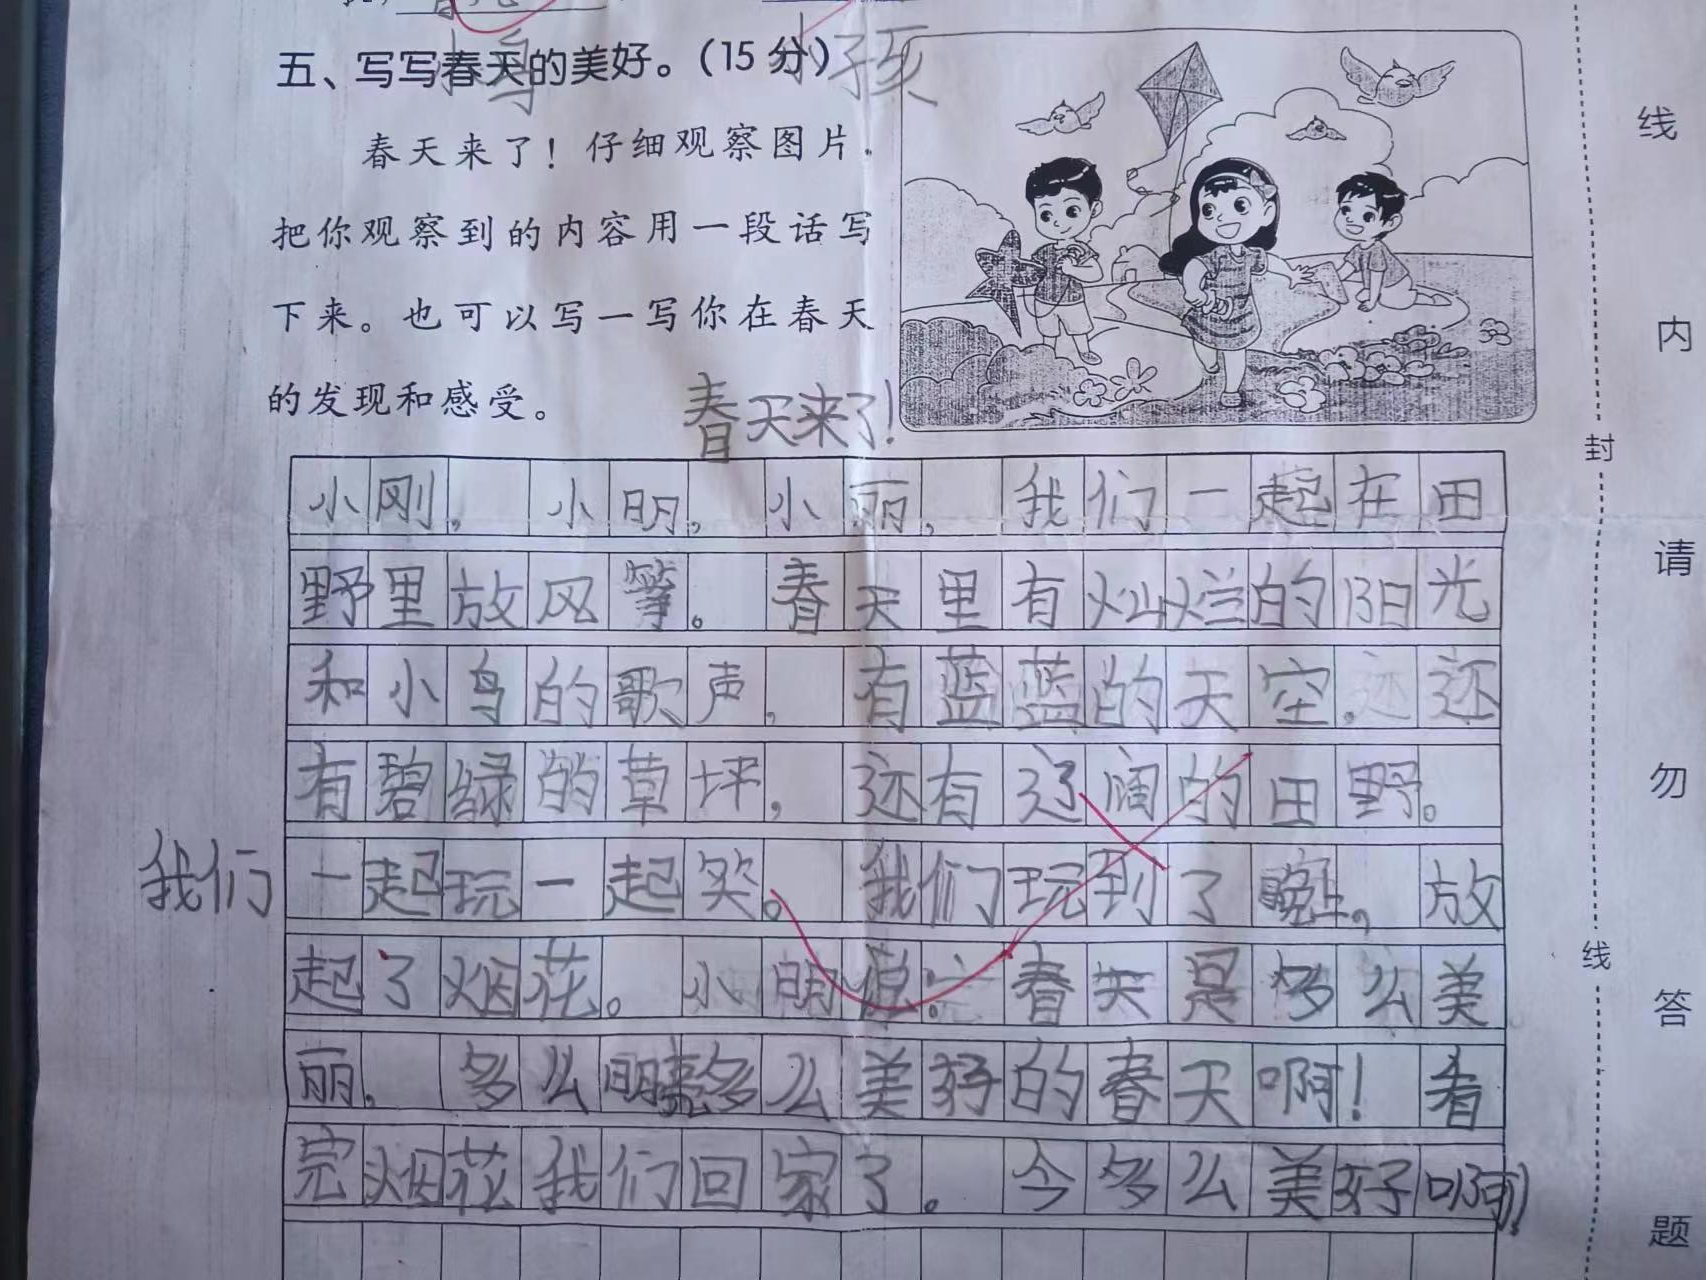 五、写写春天的美好。（15分）
小孩
春天来了！仔细观察图片，
把你观察到的内容用一段话写
下来。也可以写一写你在春天
的发现和感受。
春天来了！
小刚，小明，小丽，我们一起在田
野里放风筝。春天里有灿烂的阳光
和小鸟的歌声，有蓝蓝的天空，还
有碧绿的草坪，还有辽阔的田野。
我们一起玩一起笑。我们玩到了晚上，放
起了烟花。小明说：春天是多么美
丽，多么明亮多么美好的春天啊！看
完烟花我们回家了。今多么美好啊！
线
内
请
勿
答
题
封
线